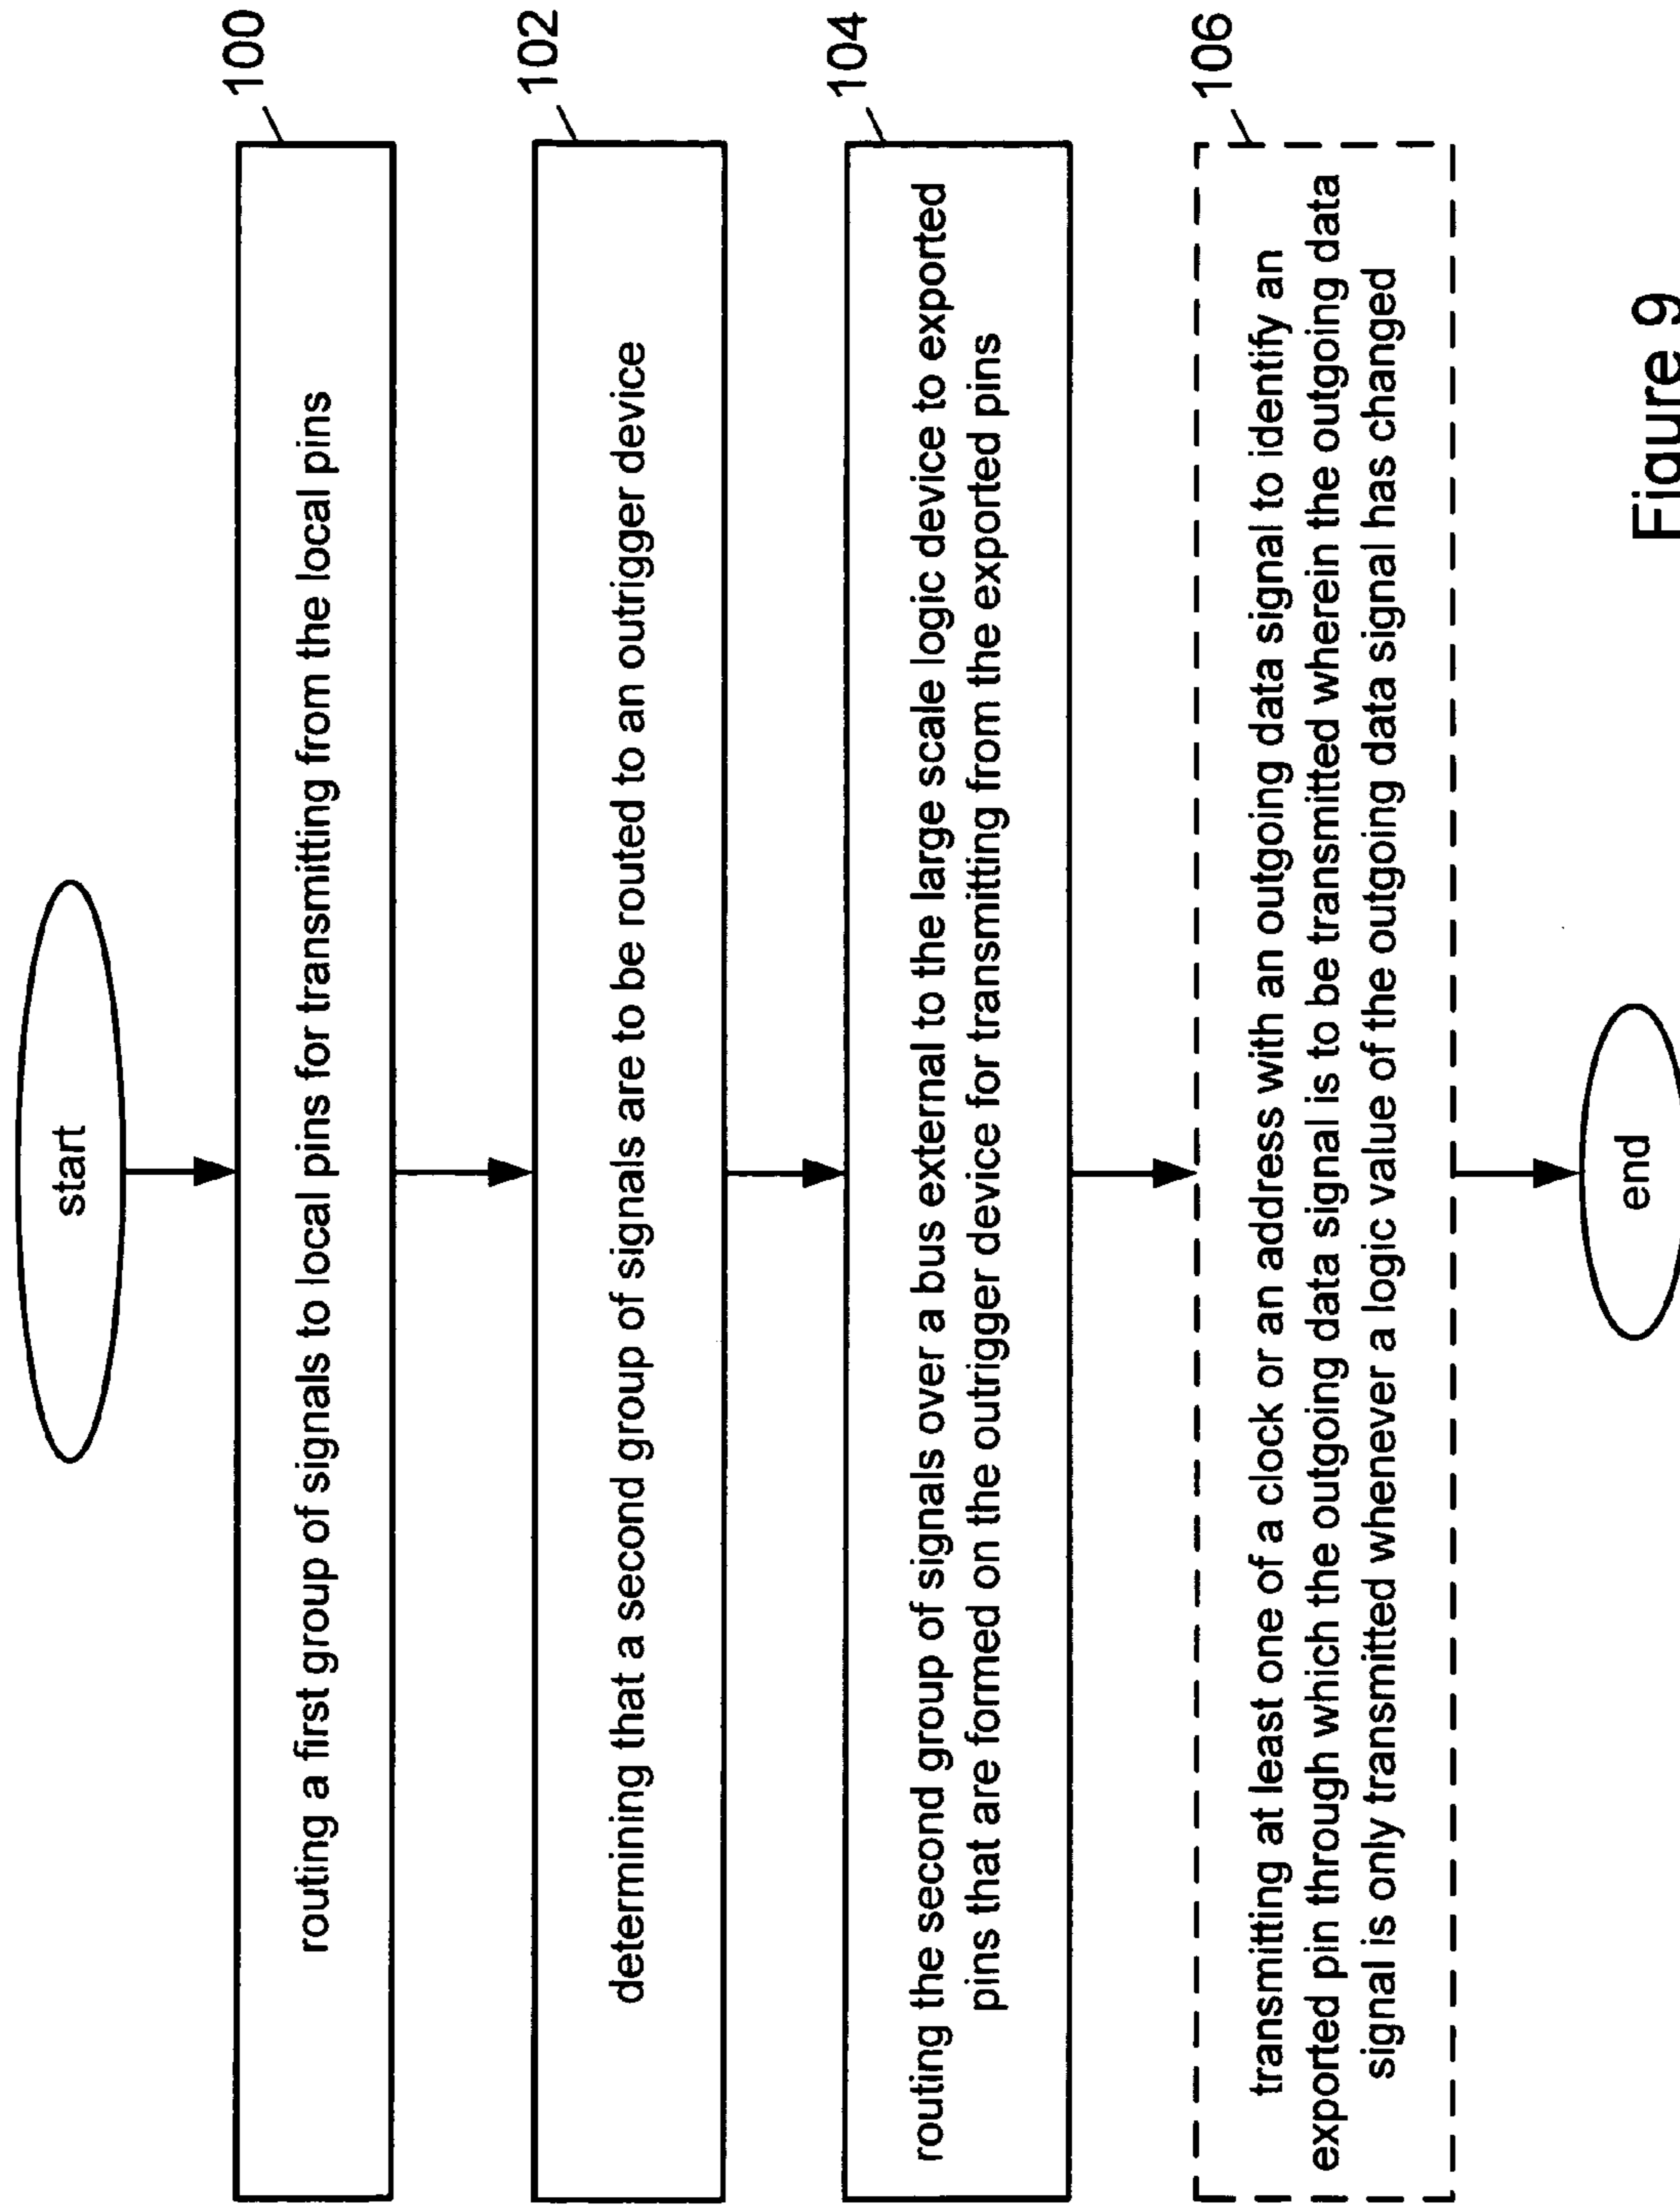 start
100
routing a first group of signals to local pins for transmitting from the local pins
102
determining that a second group of signals are to be routed to an outrigger device
104
routing the second group of signals over a bus external to the large scale logic device to exported
pins that are formed on the outrigger device for transmitting from the exported pins
106
transmitting at least one of a clock or an address with an outgoing data signal to identify an
exported pin through which the outgoing data signal is to be transmitted wherein the outgoing data
signal is only transmitted whenever a logic value of the outgoing data signal has changed
end
Figure 9